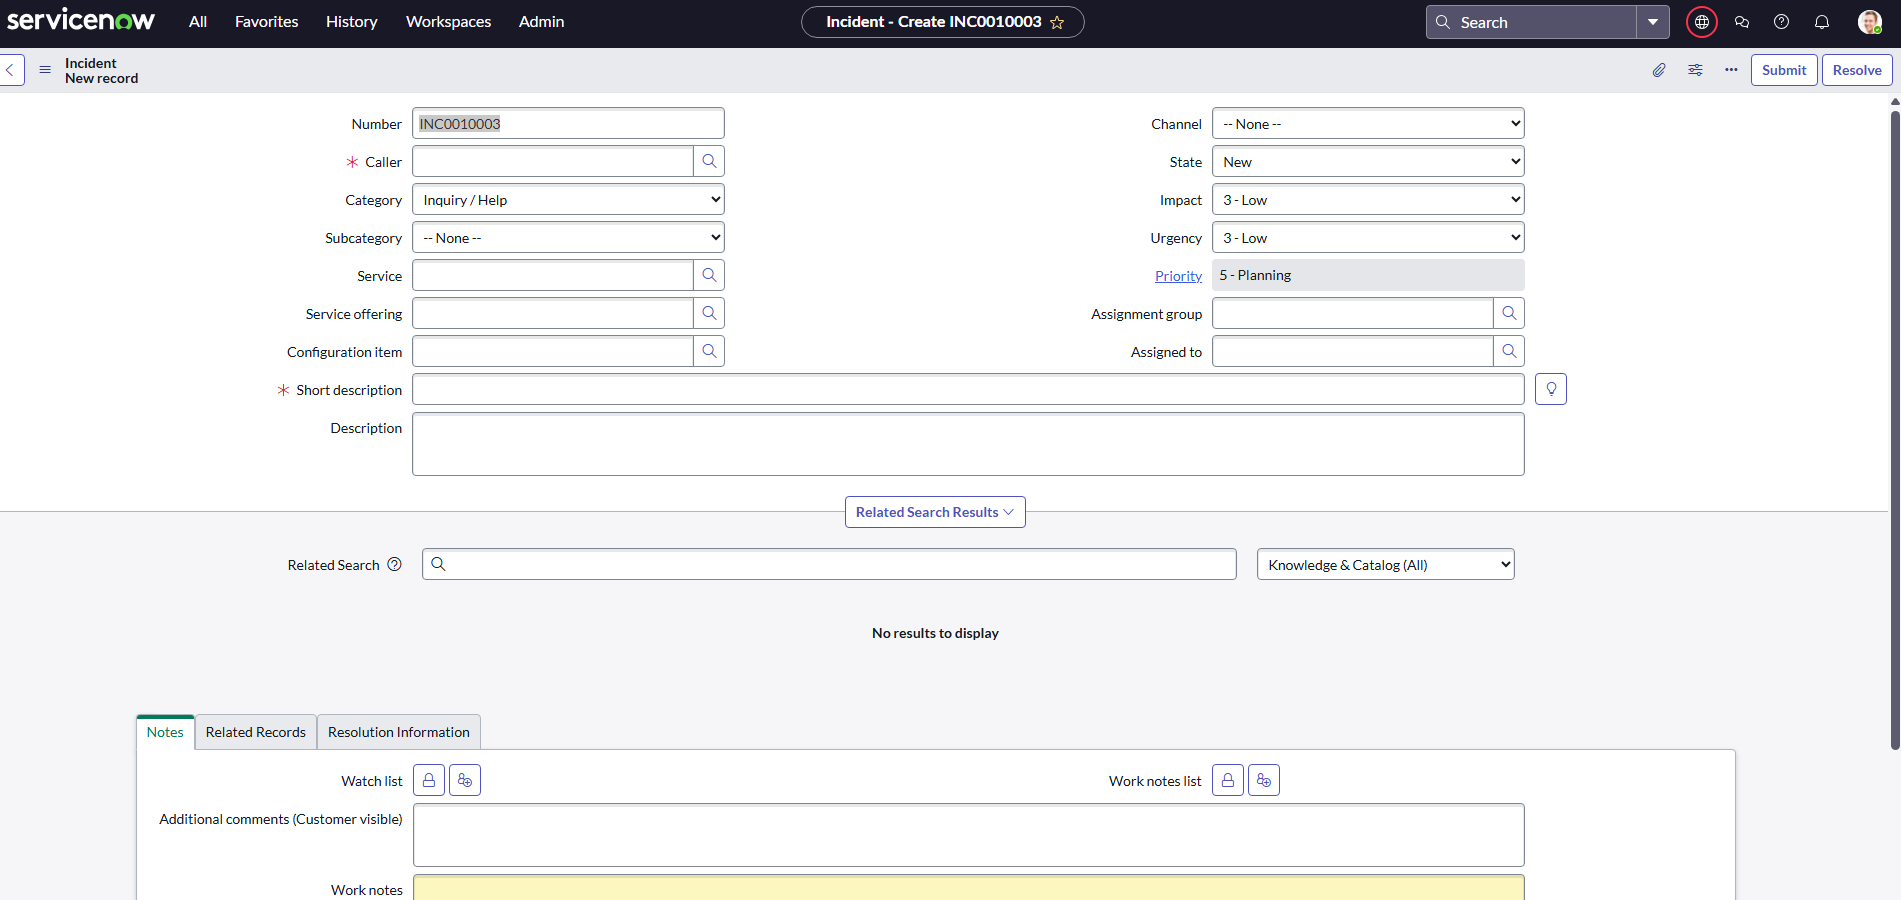 servicenow All Favorites History Workspaces Admin Incident - Create INC0010003 Search
Incident
New record
Submit Resolve
Number INC0010003 Channel -- None --
* Caller State New
Category Inquiry / Help Impact 3 - Low
Subcategory -- None -- Urgency 3 - Low
Service Priority 5 - Planning
Service offering Assignment group
Configuration item Assigned to
* Short description
Description
Related Search Results
Related Search Knowledge & Catalog (All)
No results to display
Notes Related Records Resolution Information
Watch list Work notes list
Additional comments (Customer visible)
Work notes